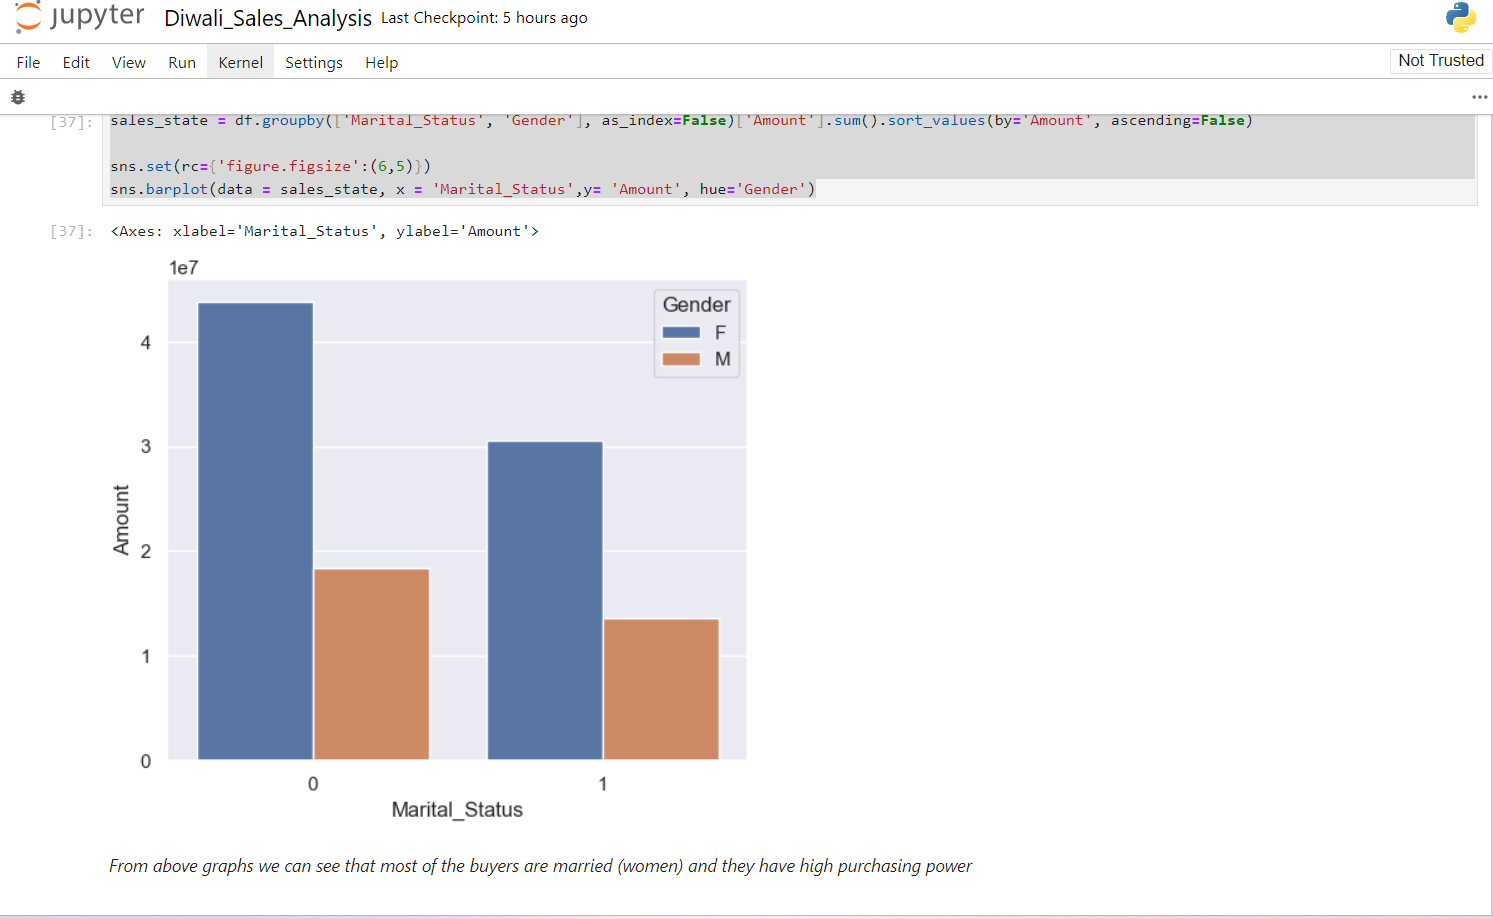 jupyter Diwali_Sales_Analysis Last Checkpoint: 5 hours ago
File Edit View Run Kernel Settings Help Not Trusted
[37]: sales_state = df.groupby(['Marital_Status', 'Gender'], as_index=False)['Amount'].sum().sort_values(by='Amount', ascending=False)
sns.set(rc={'figure.figsize':(6,5)})
sns.barplot(data = sales_state, x = 'Marital_Status',y= 'Amount', hue='Gender')
[37]: <Axes: xlabel='Marital_Status', ylabel='Amount'>
1e7
Gender
F
M
4
3
2
1
0
Amount
0 1
Marital_Status
From above graphs we can see that most of the buyers are married (women) and they have high purchasing power